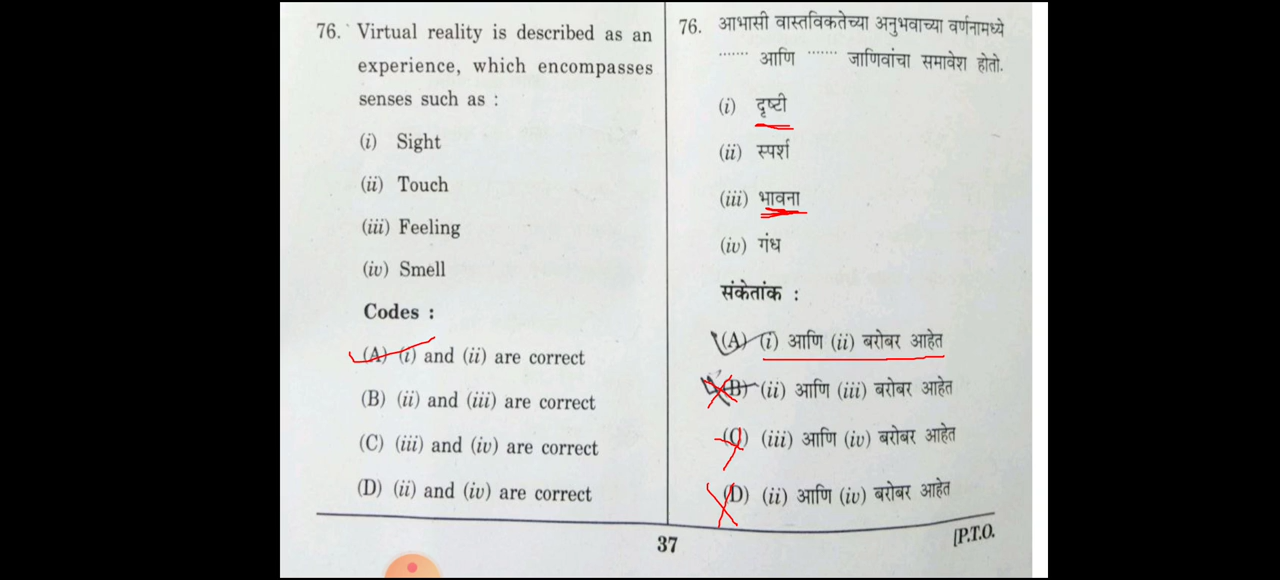 76. Virtual reality is described as an
experience, which encompasses
senses such as :
(i) Sight
(ii) Touch
(iii) Feeling
(iv) Smell
Codes :
(A) (i) and (ii) are correct
(B) (ii) and (iii) are correct
(C) (iii) and (iv) are correct
(D) (ii) and (iv) are correct
76. आभासी वास्तविकतेच्या अनुभवाच्या वर्णनामध्ये
....... आणि ....... जाणिवांचा समावेश होतो.
(i) दृष्टी
(ii) स्पर्श
(iii) भावना
(iv) गंध
संकेतांक :
(A) (i) आणि (ii) बरोबर आहेत
(B) (ii) आणि (iii) बरोबर आहेत
(C) (iii) आणि (iv) बरोबर आहेत
(D) (ii) आणि (iv) बरोबर आहेत
37
[P.T.O.